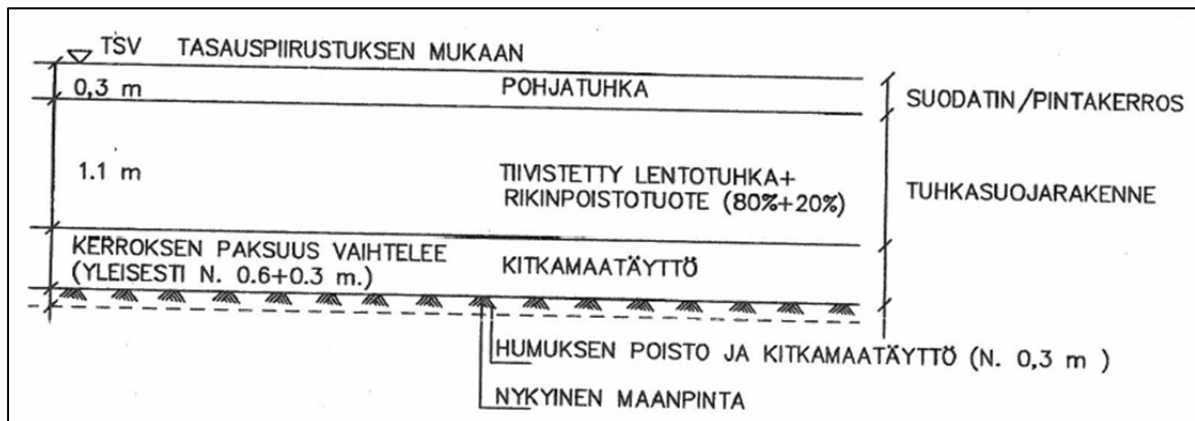 TSV TASAUSPIIRUSTUKSEN MUKAAN
0,3 m POHJATUHKA
SUODATIN/PINTAKERROS
1.1 m TIIVISTETTY LENTOTUHKA+
RIKINPOISTOTUOTE (80%+20%)
TUHKASUOJARAKENNE
KERROKSEN PAKSUUS VAIHTELEE
(YLEISESTI N. 0.6+0.3 m.) KITKAMAATÄYTTÖ
HUMUKSEN POISTO JA KITKAMAATÄYTTÖ (N. 0,3 m )
NYKYINEN MAANPINTA